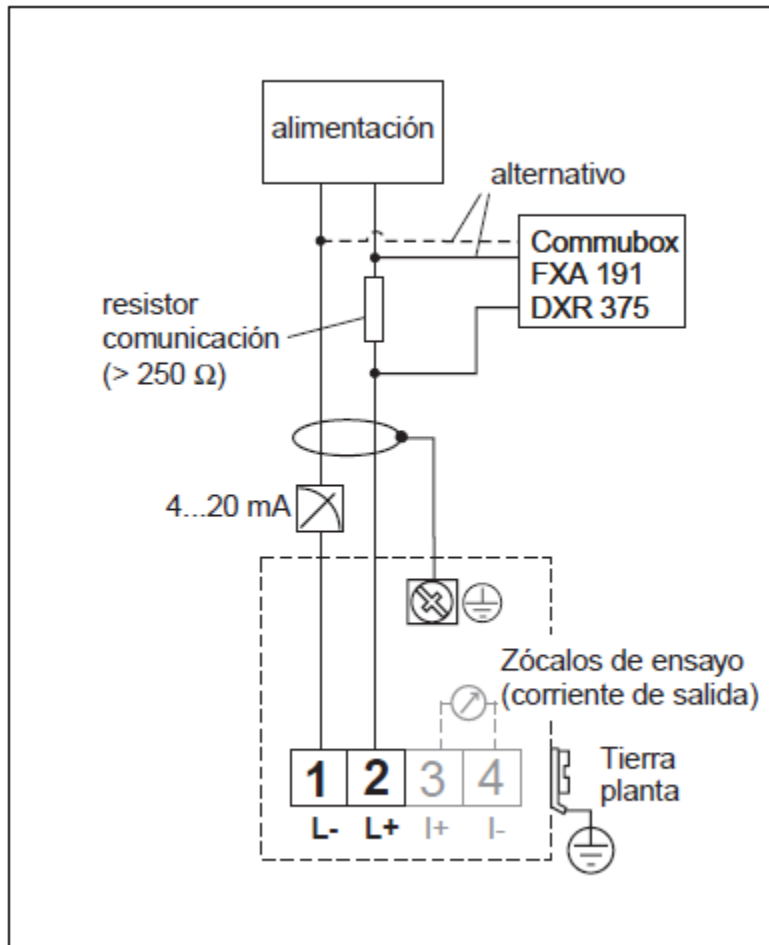 alimentación
alternativo
Commubox
FXA 191
DXR 375
resistor
comunicación
(> 250 Ω)
4...20 mA
Zócalos de ensayo
(corriente de salida)
1 2 3 4
L- L+ I+ I-
Tierra
planta